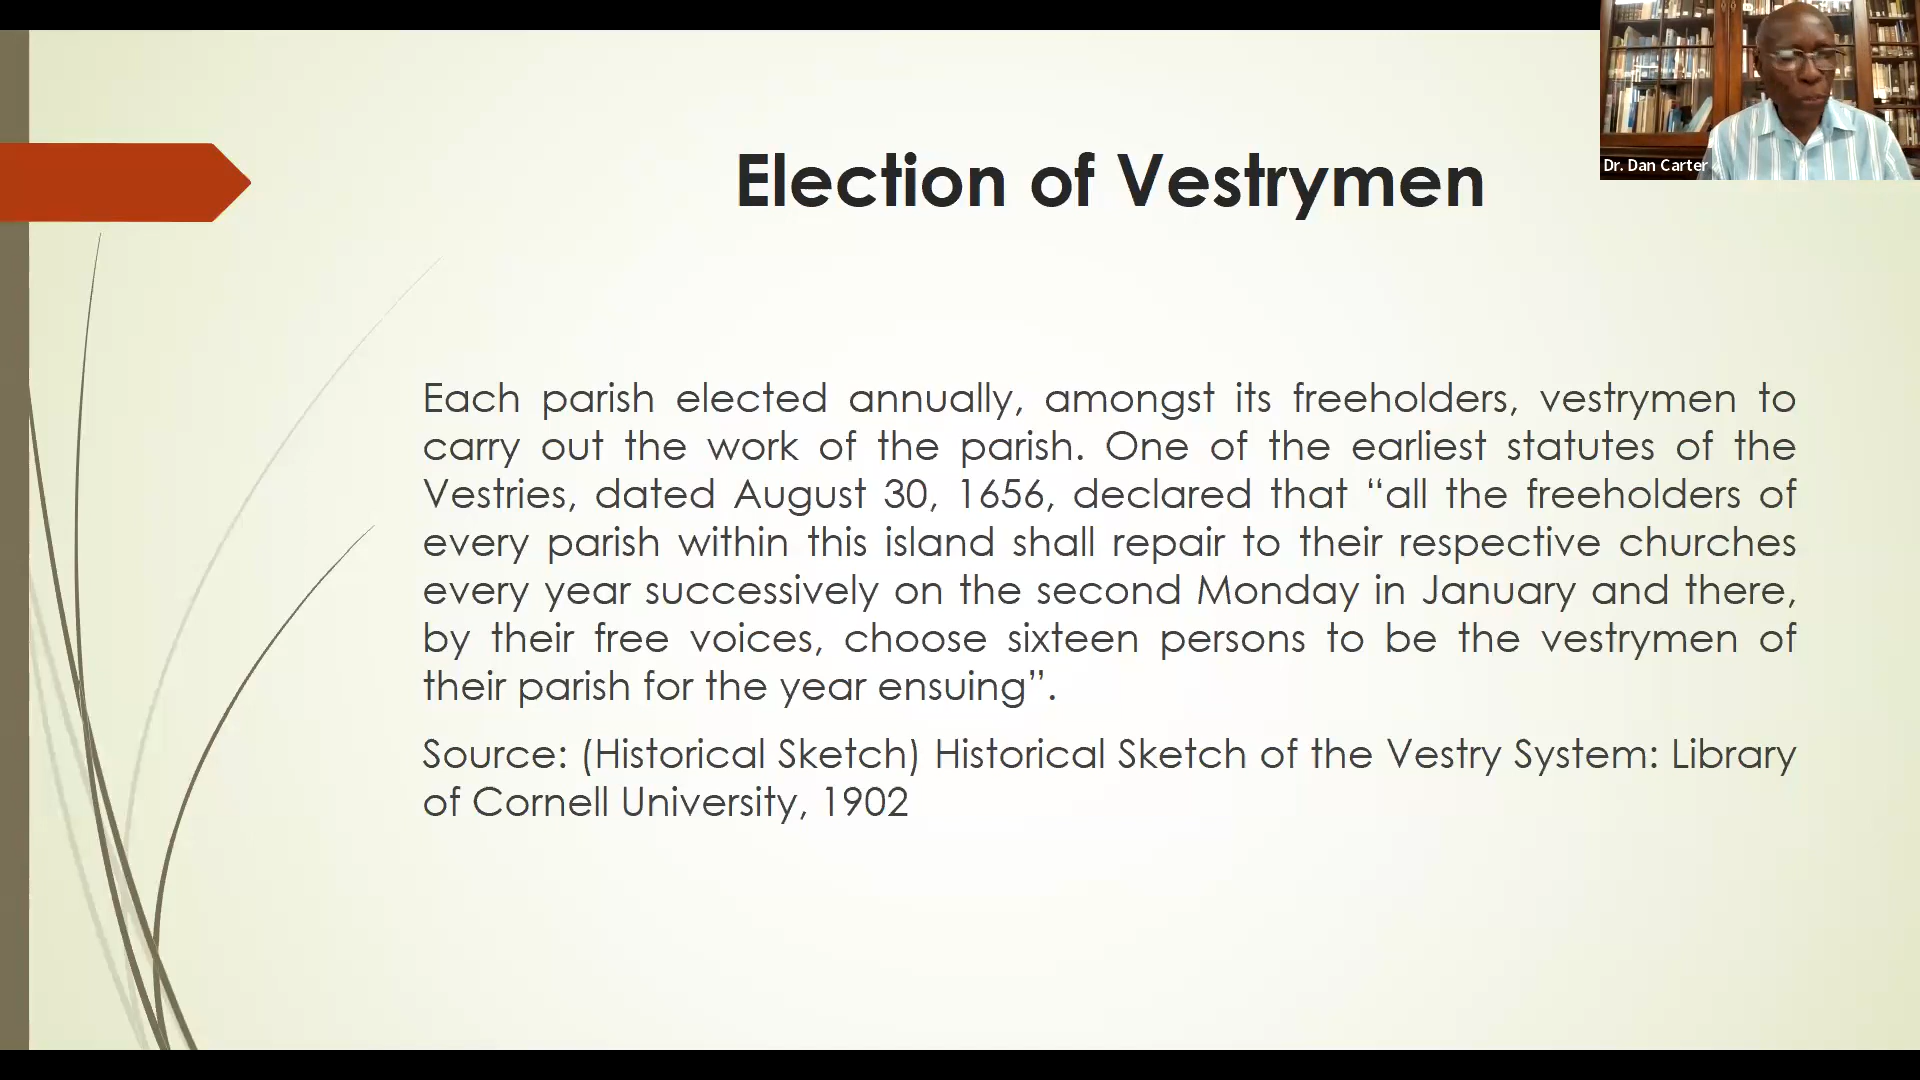 Dr. Dan Carter
Election of Vestrymen
Each parish elected annually, amongst its freeholders, vestrymen to
carry out the work of the parish. One of the earliest statutes of the
Vestries, dated August 30, 1656, declared that “all the freeholders of
every parish within this island shall repair to their respective churches
every year successively on the second Monday in January and there,
by their free voices, choose sixteen persons to be the vestrymen of
their parish for the year ensuing”.
Source: (Historical Sketch) Historical Sketch of the Vestry System: Library
of Cornell University, 1902